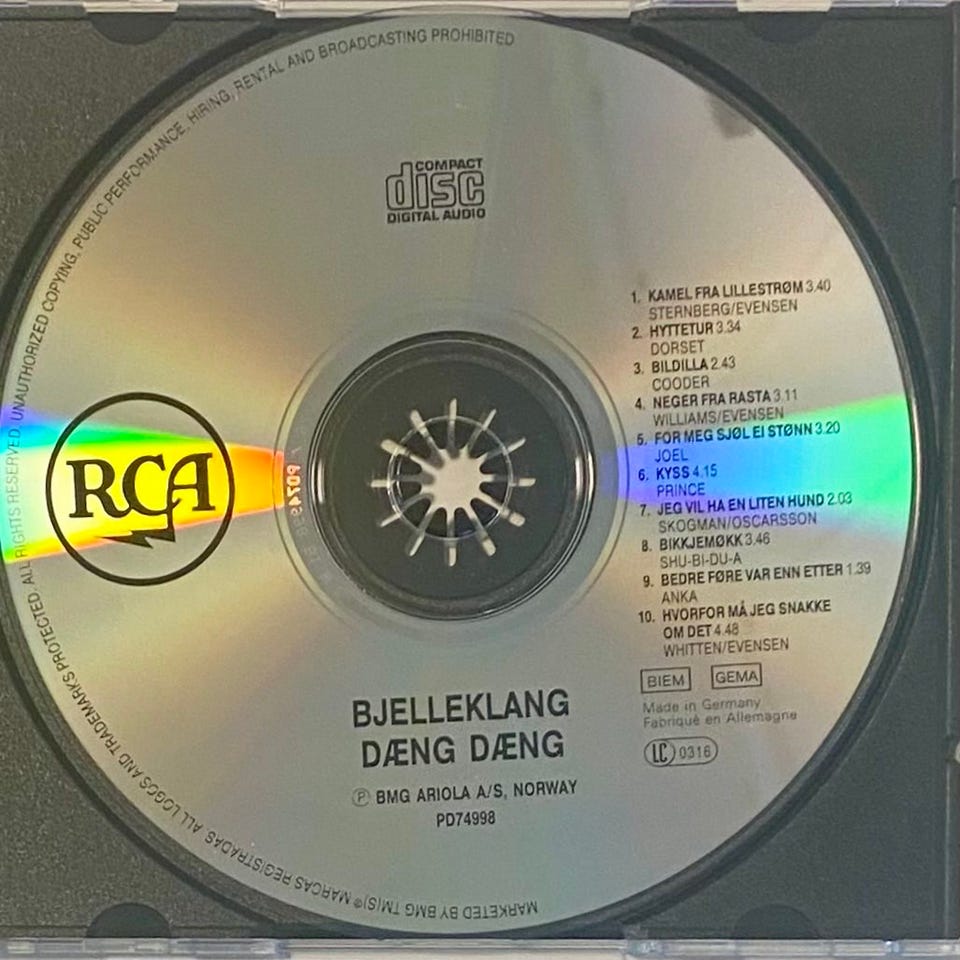 ALL RIGHTS RESERVED. UNAUTHORIZED COPYING, PUBLIC PERFORMANCE, HIRING, RENTAL AND BROADCASTING PROHIBITED
COMPACT
disc
DIGITAL AUDIO
RCA
1. KAMEL FRA LILLESTRØM 3.40
STERNBERG/EVENSEN
2. HYTTETUR 3.34
DORSET
3. BILDILLA 2.43
COODER
4. NEGER FRA RASTA 3.11
WILLIAMS/EVENSEN
5. FOR MEG SJØL EI STØNN 3.20
JOEL
6. KYSS 4.15
PRINCE
7. JEG VIL HA EN LITEN HUND 2.03
SKOGMAN/OSCARSSON
8. BIKKJEMØKK 3.46
SHU-BI-DU-A
9. BEDRE FØRE VAR ENN ETTER 1.39
ANKA
10. HVORFOR MÅ JEG SNAKKE
OM DET 4.48
WHITTEN/EVENSEN
BIEM GEMA
Made in Germany
Fabriqué en Allemagne
LC 0316
BJELLEKLANG
DÆNG DÆNG
Ⓟ BMG ARIOLA A/S, NORWAY
PD74998
MARKETED BY BMG TM(S)® MARCAS REGISTRADAS. ALL LOGOS AND TRADEMARKS PROTECTED.